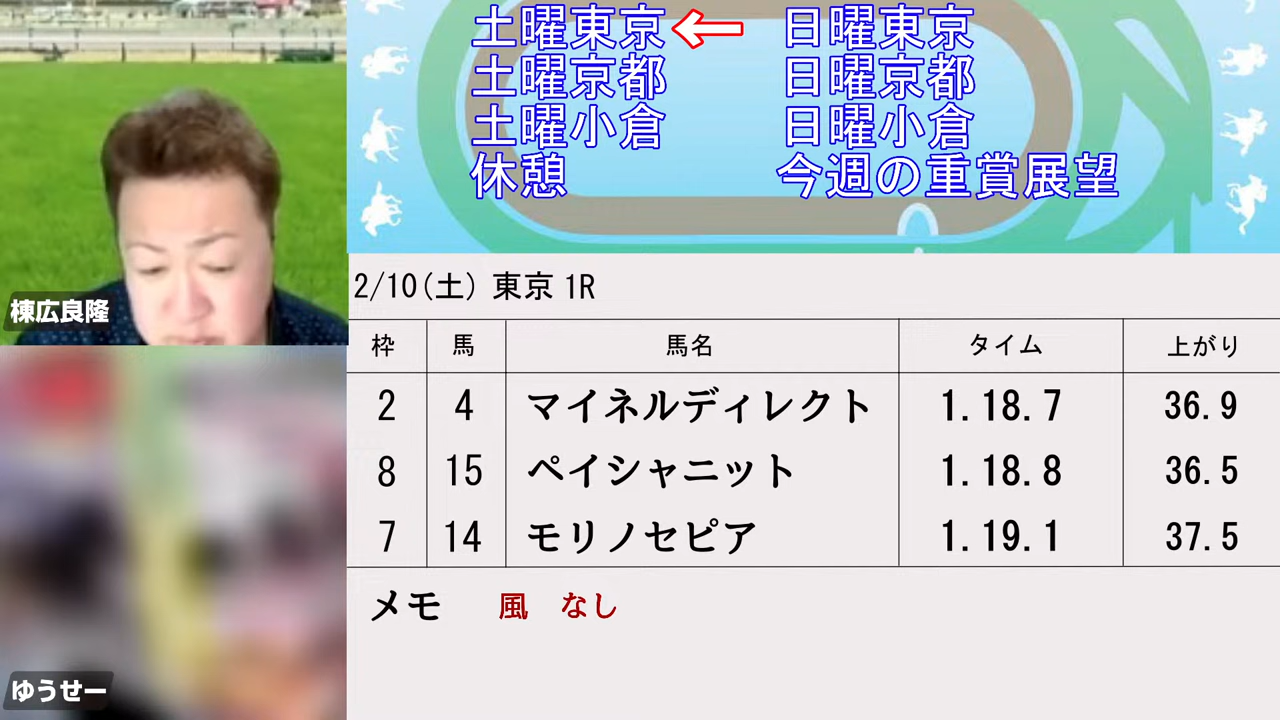 土曜東京 日曜東京
土曜京都 日曜京都
土曜小倉 日曜小倉
休憩 今週の重賞展望
棟広良隆
2/10(土) 東京 1R
枠 馬 馬名 タイム 上がり
2 4 マイネルディレクト 1.18.7 36.9
8 15 ペイシャニット 1.18.8 36.5
7 14 モリノセピア 1.19.1 37.5
メモ 風 なし
ゆうせー